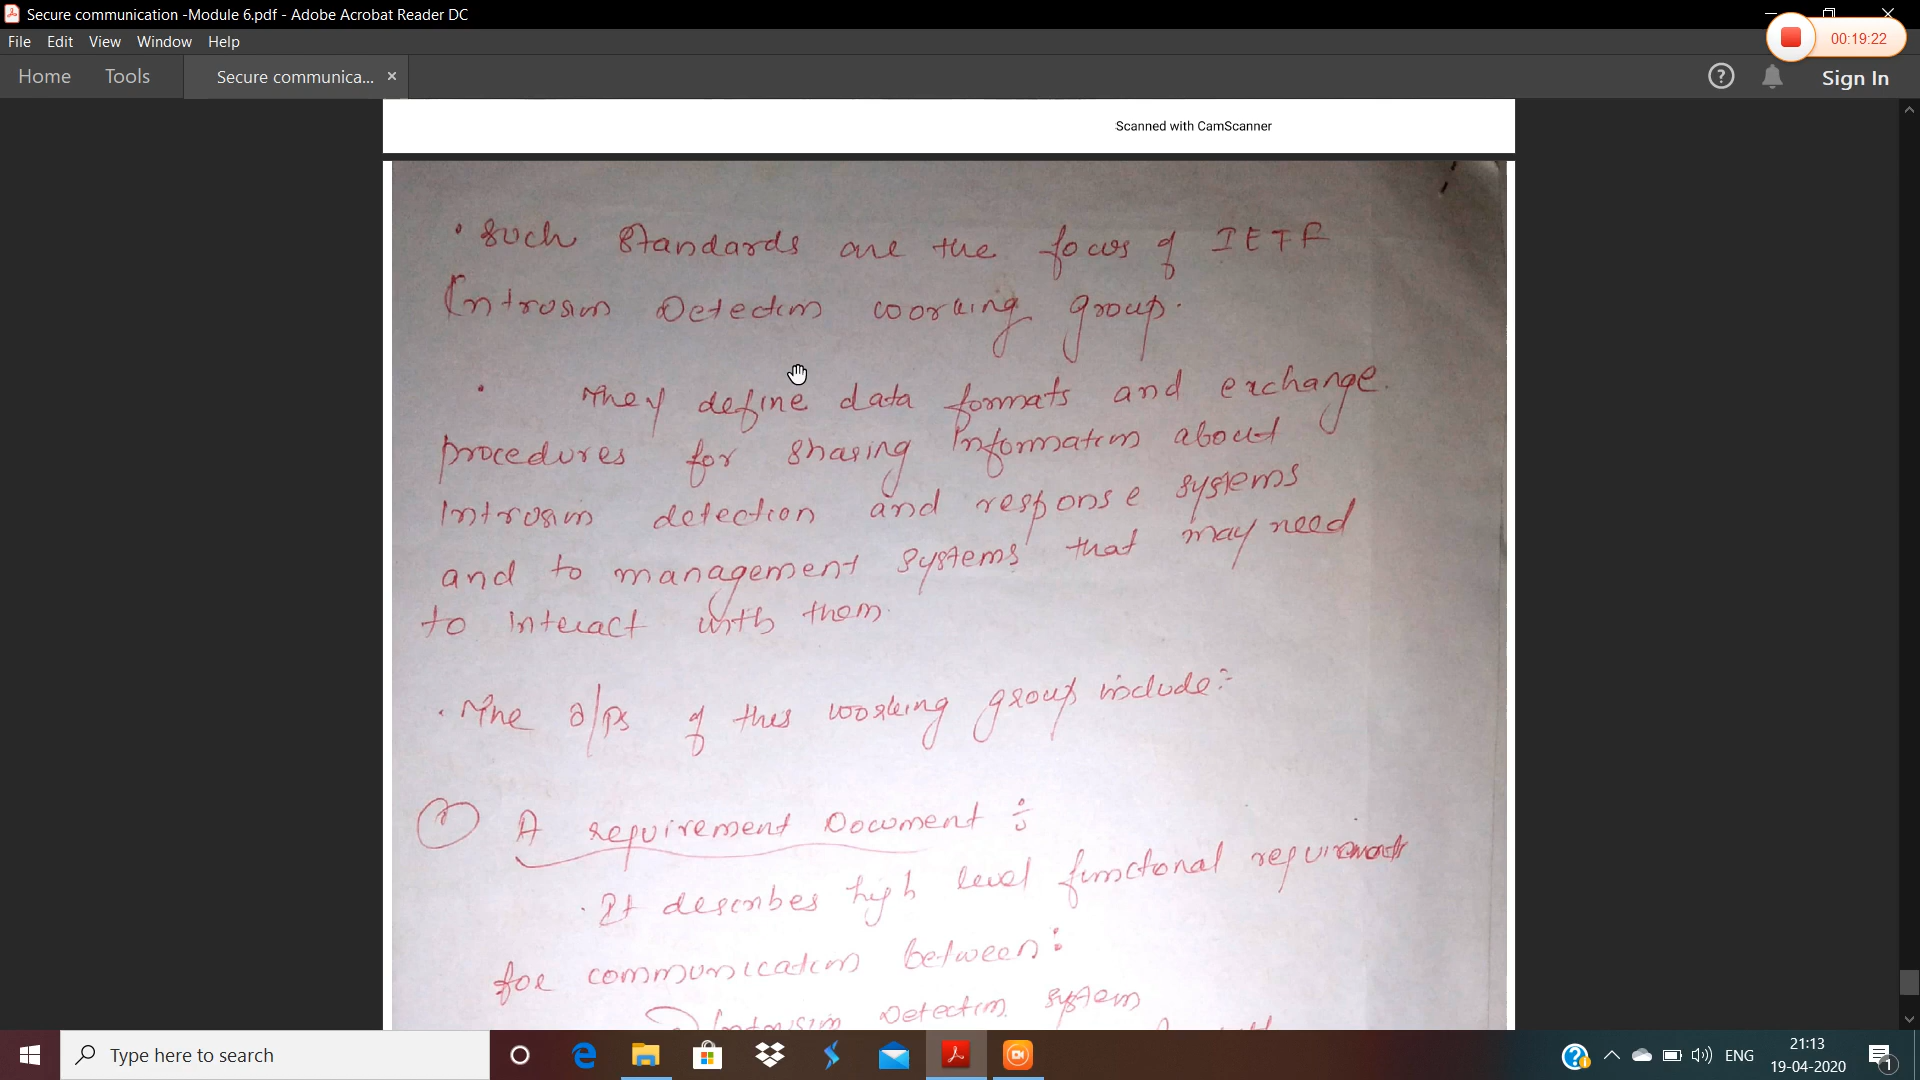 Secure communication -Module 6.pdf - Adobe Acrobat Reader DC
File Edit View Window Help
00:19:22
Home Tools Secure communica... × Sign In
Scanned with CamScanner
• Such standards are the focus of IETF
Intrusion Detection working group.
• They define data formats and exchange
procedures for sharing Information about
Intrusion detection and response systems
and to management systems that may need
to interact with them.
• The o/ps of this working group include:-
A requirement Document :
• It describes high level functional requirements
for communication between:
Intrusion Detection system
Type here to search
ENG
21:13
19-04-2020
1